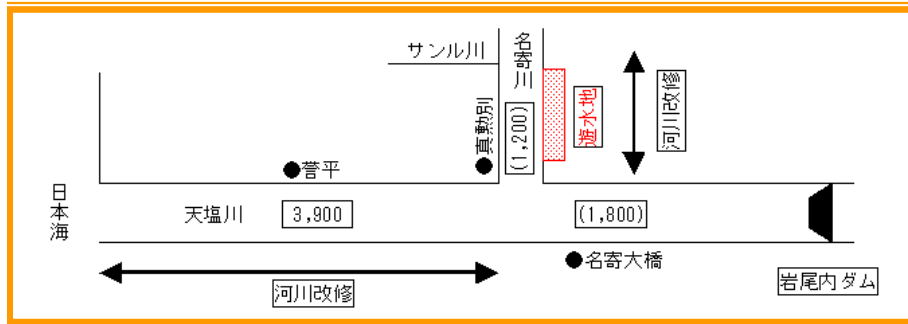 サンル川
名寄川
(1,200)
真勲別
遊水地
河川改修
●誉平
日本海
天塩川
3,900
(1,800)
●名寄大橋
河川改修
岩尾内ダム